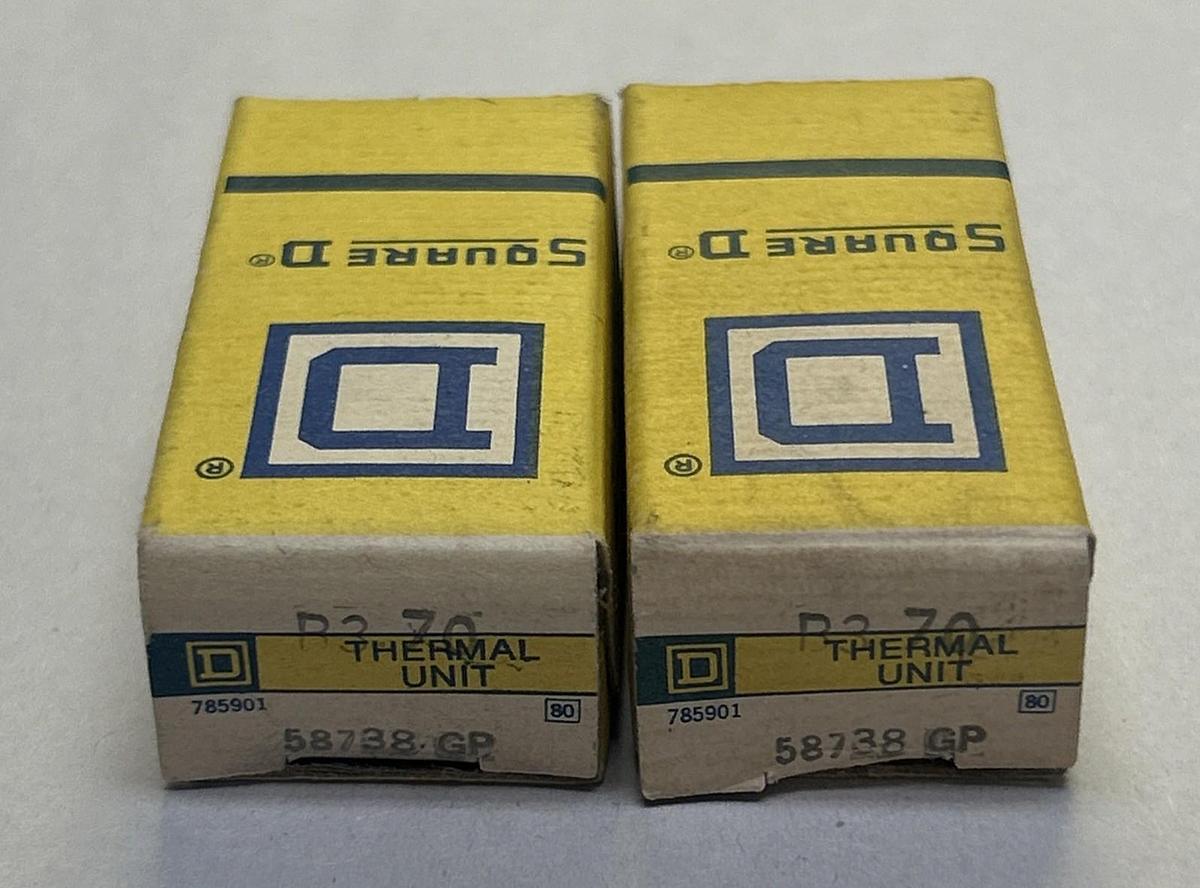 SQUARE D®
D
®
B3.70
D THERMAL
UNIT
785901 80
58738 GP
SQUARE D®
D
®
B3.70
D THERMAL
UNIT
785901 80
58738 GP